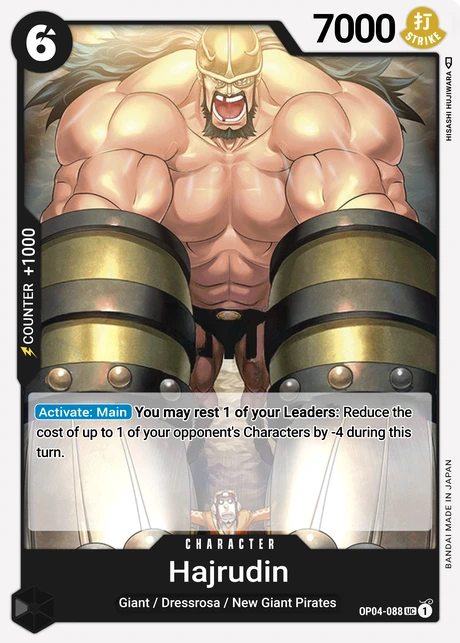 6
7000
打
STRIKE
HISASHI HUJIWARA
COUNTER +1000
Activate: Main You may rest 1 of your Leaders: Reduce the
cost of up to 1 of your opponent's Characters by -4 during this
turn.
BANDAI MADE IN JAPAN
CHARACTER
Hajrudin
Giant / Dressrosa / New Giant Pirates
OP04-088 UC 1